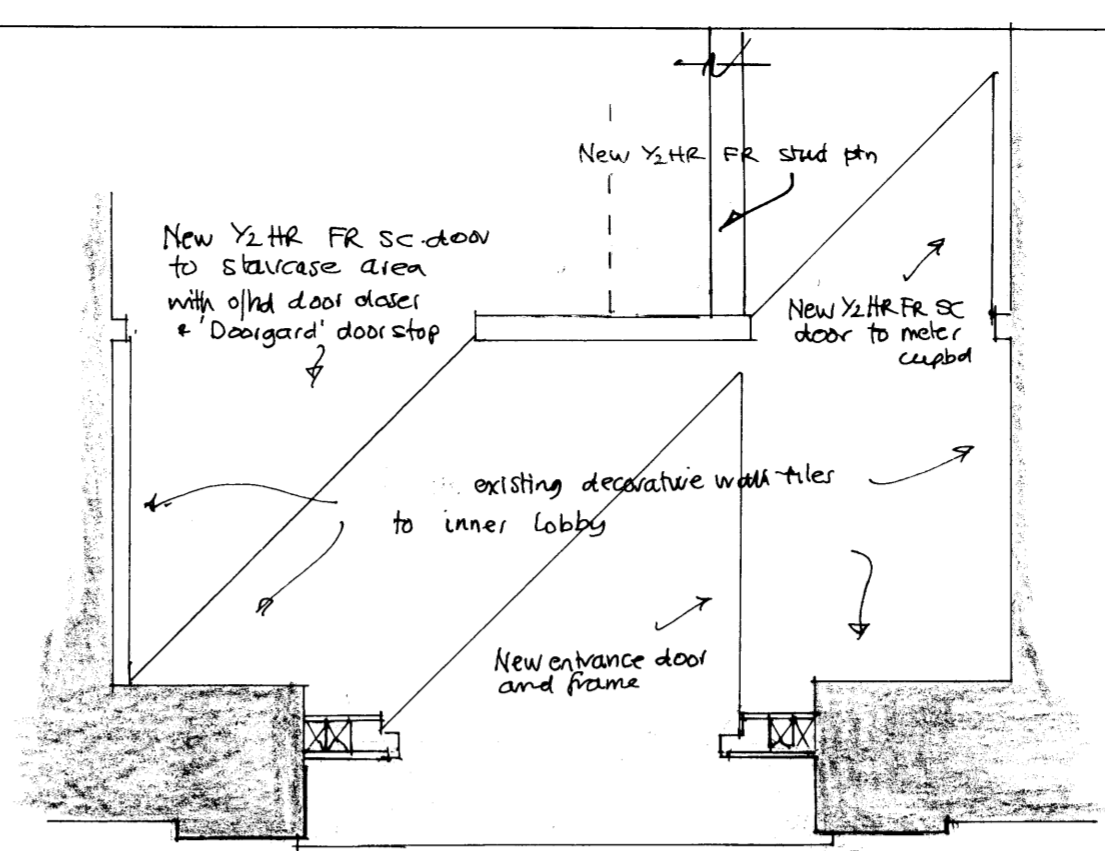 New ½HR FR stud ptn
New ½HR FR SC door
to staircase area
with o/hd door closer
& 'Doorgard' doorstop
New ½HR FR SC
door to meter
cupbd
existing decorative wall tiles
to inner lobby
New entrance door
and frame